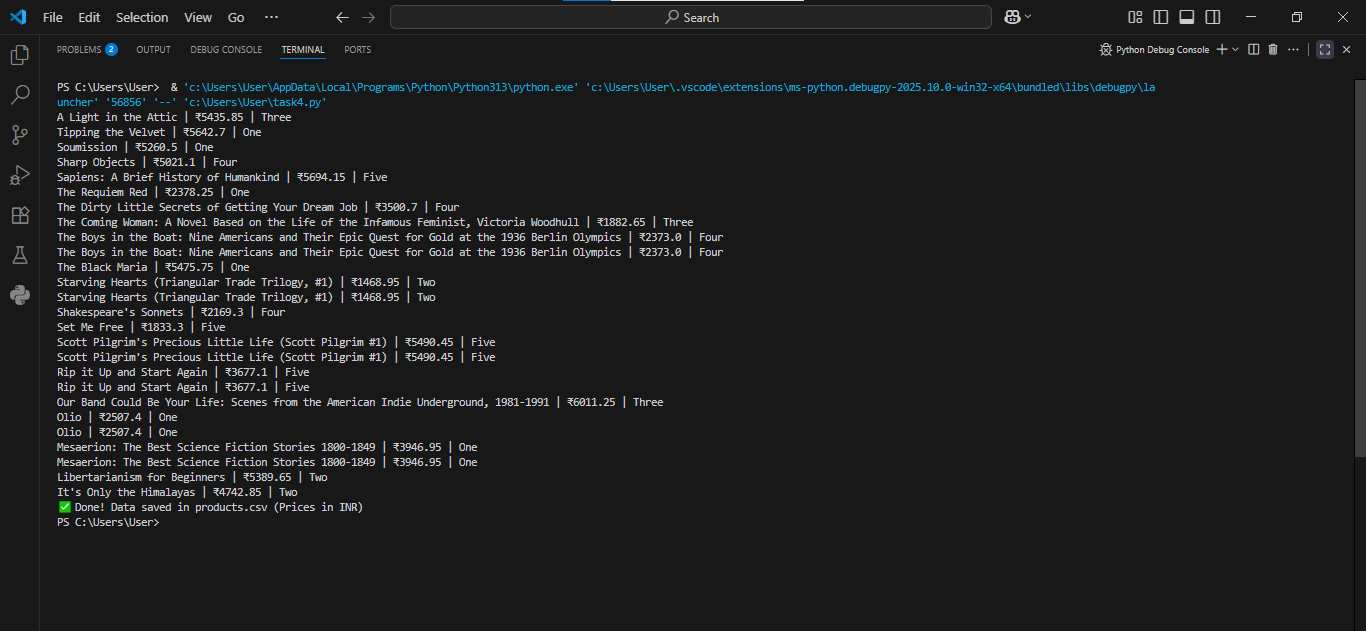 File Edit Selection View Go ··· Search
PROBLEMS 2 OUTPUT DEBUG CONSOLE TERMINAL PORTS Python Debug Console
PS C:\Users\User>  & 'c:\Users\User\AppData\Local\Programs\Python\Python313\python.exe' 'c:\Users\User\.vscode\extensions\ms-python.debugpy-2025.10.0-win32-x64\bundled\libs\debugpy\la
uncher' '56856' '--' 'c:\Users\User\task4.py'
A Light in the Attic | ₹5435.85 | Three
Tipping the Velvet | ₹5642.7 | One
Soumission | ₹5260.5 | One
Sharp Objects | ₹5021.1 | Four
Sapiens: A Brief History of Humankind | ₹5694.15 | Five
The Requiem Red | ₹2378.25 | One
The Dirty Little Secrets of Getting Your Dream Job | ₹3500.7 | Four
The Coming Woman: A Novel Based on the Life of the Infamous Feminist, Victoria Woodhull | ₹1882.65 | Three
The Boys in the Boat: Nine Americans and Their Epic Quest for Gold at the 1936 Berlin Olympics | ₹2373.0 | Four
The Boys in the Boat: Nine Americans and Their Epic Quest for Gold at the 1936 Berlin Olympics | ₹2373.0 | Four
The Black Maria | ₹5475.75 | One
Starving Hearts (Triangular Trade Trilogy, #1) | ₹1468.95 | Two
Starving Hearts (Triangular Trade Trilogy, #1) | ₹1468.95 | Two
Shakespeare's Sonnets | ₹2169.3 | Four
Set Me Free | ₹1833.3 | Five
Scott Pilgrim's Precious Little Life (Scott Pilgrim #1) | ₹5490.45 | Five
Scott Pilgrim's Precious Little Life (Scott Pilgrim #1) | ₹5490.45 | Five
Rip it Up and Start Again | ₹3677.1 | Five
Rip it Up and Start Again | ₹3677.1 | Five
Our Band Could Be Your Life: Scenes from the American Indie Underground, 1981-1991 | ₹6011.25 | Three
Olio | ₹2507.4 | One
Olio | ₹2507.4 | One
Mesaerion: The Best Science Fiction Stories 1800-1849 | ₹3946.95 | One
Mesaerion: The Best Science Fiction Stories 1800-1849 | ₹3946.95 | One
Libertarianism for Beginners | ₹5389.65 | Two
It's Only the Himalayas | ₹4742.85 | Two
✅ Done! Data saved in products.csv (Prices in INR)
PS C:\Users\User>